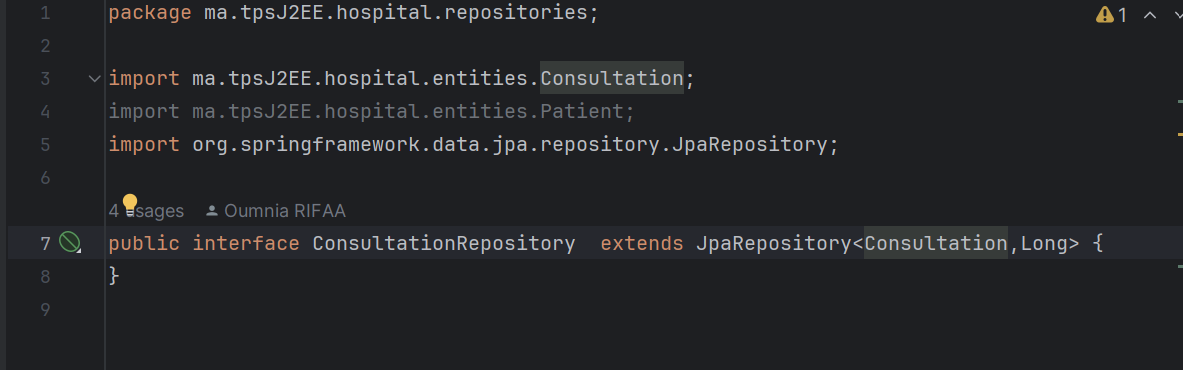 1 package ma.tpsJ2EE.hospital.repositories; 1
2
3 import ma.tpsJ2EE.hospital.entities.Consultation;
4 import ma.tpsJ2EE.hospital.entities.Patient;
5 import org.springframework.data.jpa.repository.JpaRepository;
6
4 usages Oumnia RIFAA
7 public interface ConsultationRepository  extends JpaRepository<Consultation,Long> {
8 }
9